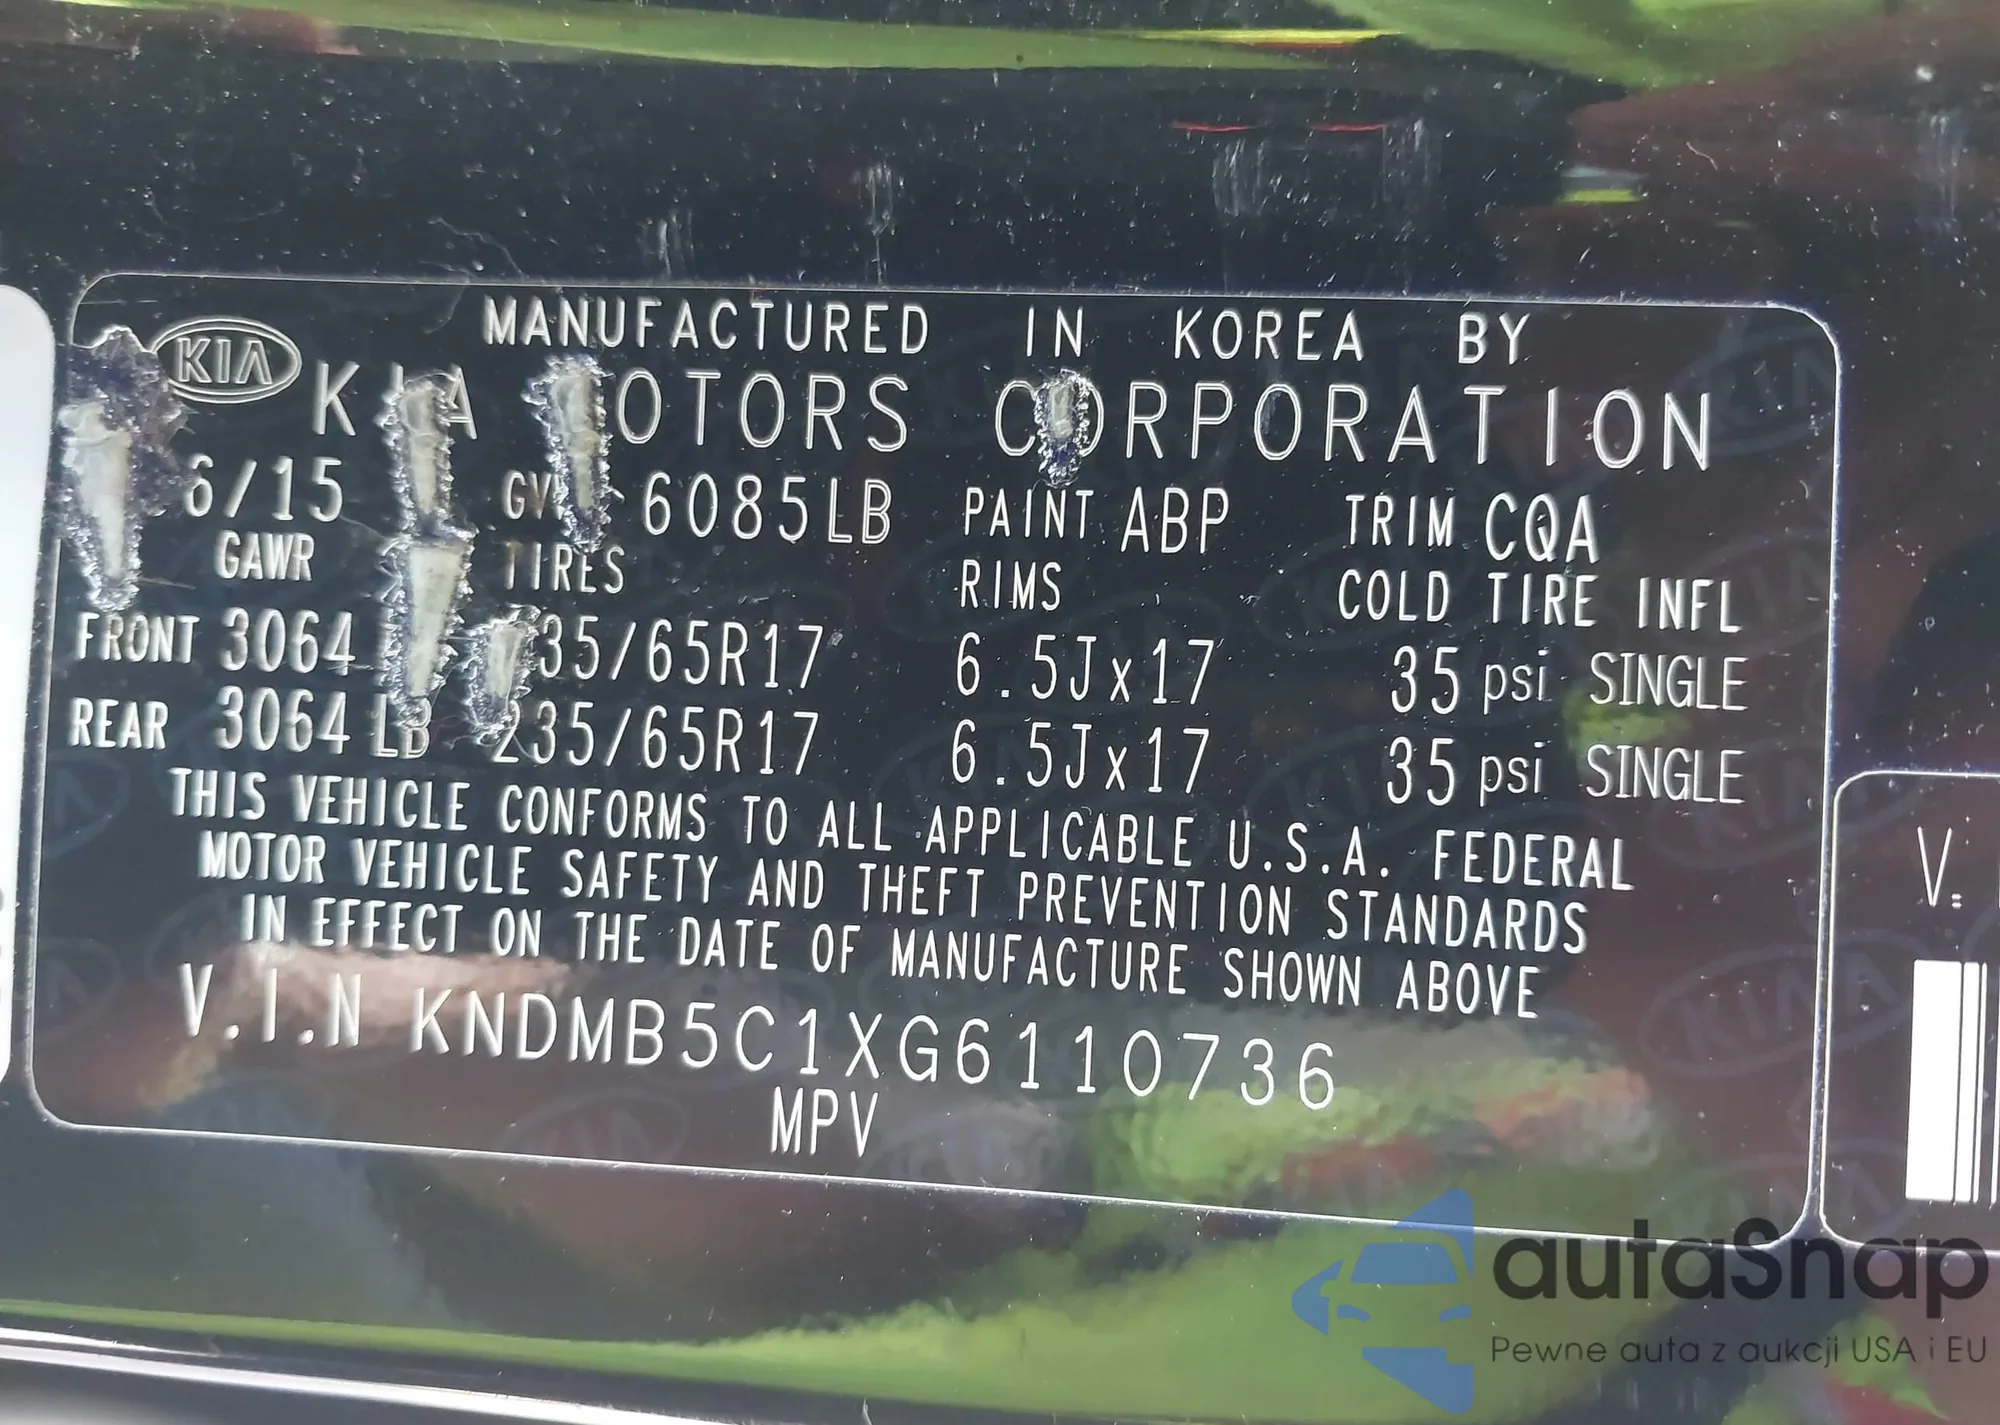 MANUFACTURED IN KOREA BY
KIA KIA MOTORS CORPORATION
6/15 GVWR 6085LB PAINT ABP TRIM CQA
GAWR TIRES RIMS COLD TIRE INFL
FRONT 3064 35/65R17 6.5Jx17 35 psi SINGLE
REAR 3064 LB 235/65R17 6.5Jx17 35 psi SINGLE
THIS VEHICLE CONFORMS TO ALL APPLICABLE U.S.A. FEDERAL
MOTOR VEHICLE SAFETY AND THEFT PREVENTION STANDARDS
IN EFFECT ON THE DATE OF MANUFACTURE SHOWN ABOVE
V.I.N KNDMB5C1XG6110736
MPV
V.
autaSnap
Pewne auta z aukcji USA i EU